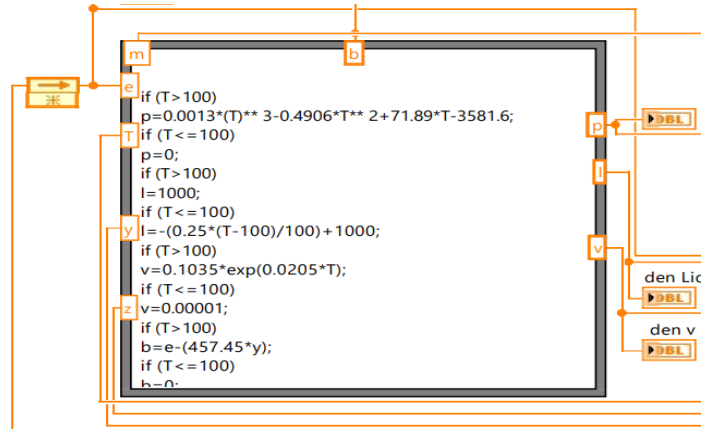 m
b
e
if (T>100)
p=0.0013*(T)** 3-0.4906*T** 2+71.89*T-3581.6;
p
DBL
T
if (T<=100)
p=0;
if (T>100)
l
l=1000;
if (T<=100)
y
l=-(0.25*(T-100)/100)+1000;
if (T>100)
v
v=0.1035*exp(0.0205*T);
den Lic
if (T<=100)
DBL
z
v=0.00001;
if (T>100)
den v
b=e-(457.45*y);
DBL
if (T<=100)
b=0;